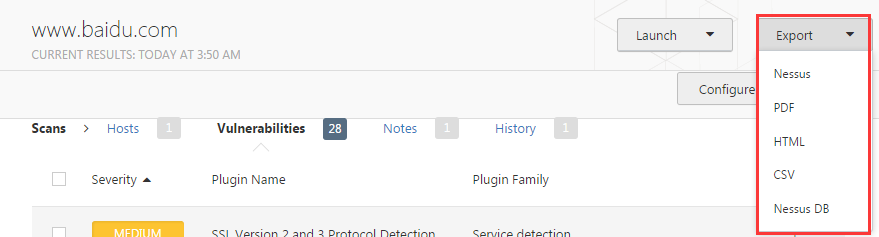 www.baidu.com
CURRENT RESULTS: TODAY AT 3:50 AM
Launch
Export
Nessus
PDF
HTML
CSV
Nessus DB
Configure
Scans > Hosts 1 Vulnerabilities 28 Notes 1 History 1
Severity Plugin Name Plugin Family
MEDIUM SSL Version 2 and 3 Protocol Detection Service detection